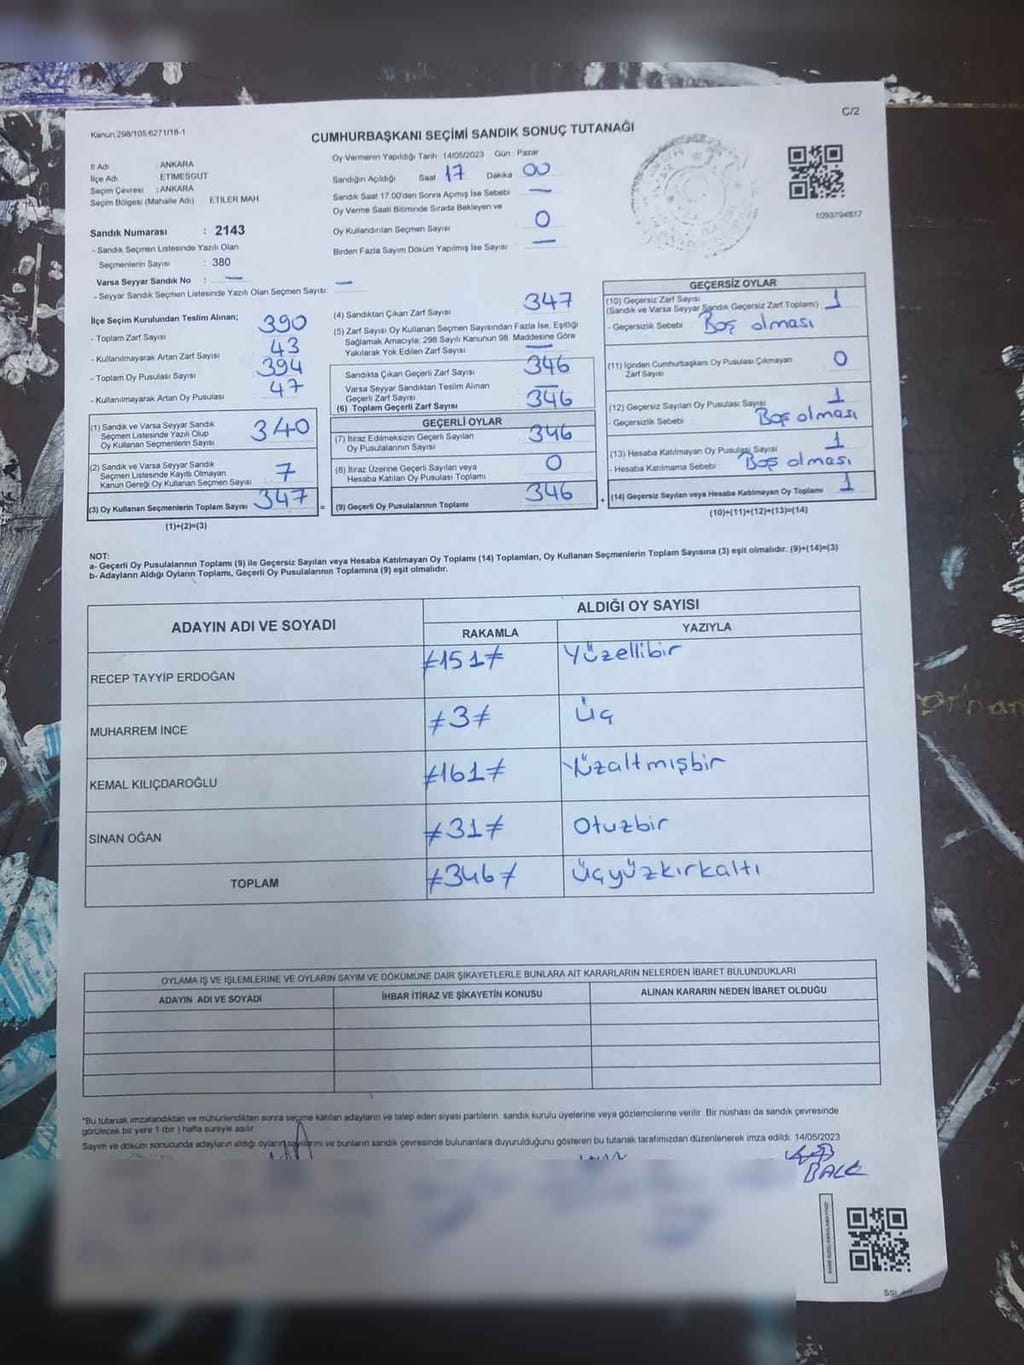 C/2
Kanun;298/105;6271/18-1
CUMHURBAŞKANI SEÇİMİ SANDIK SONUÇ TUTANAĞI
İl Adı : ANKARA
İlçe Adı : ETİMESGUT
Seçim Çevresi : ANKARA
Seçim Bölgesi (Mahalle Adı) ETİLER MAH
Sandık Numarası : 2143
- Sandık Seçmen Listesinde Yazılı Olan
Seçmenlerin Sayısı : 380
Varsa Seyyar Sandık No : —
- Seyyar Sandık Seçmen Listesinde Yazılı Olan Seçmen Sayısı: —
Oy Vermenin Yapıldığı Tarih 14/05/2023 Gün : Pazar
Sandığın Açıldığı Saat 17 Dakika 00
Sandık Saat 17.00'den Sonra Açımış İse Sebebi —
Oy Verme Saati Bitiminde Sırada Bekleyen ve
Oy Kullandırılan Seçmen Sayısı 0
Birden Fazla Sayım Döküm Yapılmış İse Sayısı —
1093794817
İlçe Seçim Kurulundan Teslim Alınan;
- Toplam Zarf Sayısı 390
- Kullanılmayarak Artan Zarf Sayısı 43
- Toplam Oy Pusulası Sayısı 394
- Kullanılmayarak Artan Oy Pusulası 47
(1) Sandık ve Varsa Seyyar Sandık
Seçmen Listesinde Yazılı Olup
Oy Kullanan Seçmenlerin Sayısı 340
(2) Sandık ve Varsa Seyyar Sandık
Seçmen Listesinde Kayıtlı Olmayan
Kanun Gereği Oy Kullanan Seçmen Sayısı 7
(3) Oy Kullanan Seçmenlerin Toplam Sayısı 347
(1)+(2)=(3)
(4) Sandıktan Çıkan Zarf Sayısı 347
(5) Zarf Sayısı Oy Kullanan Seçmen Sayısından Fazla İse, Eşitliği
Sağlamak Amacıyla, 298 Sayılı Kanunun 98. Maddesine Göre
Yakılarak Yok Edilen Zarf Sayısı —
Sandıkta Çıkan Geçerli Zarf Sayısı 346
Varsa Seyyar Sandıktan Teslim Alınan
Geçerli Zarf Sayısı —
(6) Toplam Geçerli Zarf Sayısı 346
GEÇERLİ OYLAR
(7) İtiraz Edilmeksizin Geçerli Sayılan
Oy Pusulasının Sayısı 346
(8) İtiraz Üzerine Geçerli Sayılan veya
Hesaba Katılan Oy Pusulası Toplamı 0
= (9) Geçerli Oy Pusulalarının Toplamı 346
GEÇERSİZ OYLAR
(10) Geçersiz Zarf Sayısı
(Sandık ve Varsa Seyyar Sandık Geçersiz Zarf Toplamı) 1
- Geçersizlik Sebebi Boş olması
(11) İçinden Cumhurbaşkanı Oy Pusulası Çıkmayan
Zarf Sayısı 0
(12) Geçersiz Sayılan Oy Pusulası Sayısı 1
- Geçersizlik Sebebi Boş olması
(13) Hesaba Katılmayan Oy Pusulası Sayısı 1
- Hesaba Katılmama Sebebi Boş olması
+ (14) Geçersiz Sayılan veya Hesaba Katılmayan Oy Toplamı 1
(10)+(11)+(12)+(13)=(14)
NOT:
a- Geçerli Oy Pusulalarının Toplamı (9) ile Geçersiz Sayılan veya Hesaba Katılmayan Oy Toplamı (14) Toplamları, Oy Kullanan Seçmenlerin Toplam Sayısına (3) eşit olmalıdır. (9)+(14)=(3)
b- Adayların Aldığı Oyların Toplamı, Geçerli Oy Pusulalarının Toplamına (9) eşit olmalıdır.
ADAYIN ADI VE SOYADI ALDIĞI OY SAYISI
RAKAMLA YAZIYLA
RECEP TAYYİP ERDOĞAN ≠151≠ Yüzellibir
MUHARREM İNCE ≠3≠ Üç
KEMAL KILIÇDAROĞLU ≠161≠ Yüzaltmışbir
SİNAN OĞAN ≠31≠ Otuzbir
TOPLAM ≠346≠ Üçyüzkırkaltı
OYLAMA İŞ VE İŞLEMLERİNE VE OYLARIN SAYIM VE DÖKÜMÜNE DAİR ŞİKAYETLERLE BUNLARA AİT KARARLARIN NELERDEN İBARET BULUNDUKLARI
ADAYIN ADI VE SOYADI İHBAR İTİRAZ VE ŞİKAYETİN KONUSU ALINAN KARARIN NEDEN İBARET OLDUĞU
*Bu tutanak imzalandıktan ve mühürlendikten sonra seçime katılan adayların ve talep eden siyasi partilerin sandık kurulu üyelerine veya gözlemcilerine verilir. Bir nüshası da sandık çevresinde
görülecek bir yere 1 (bir ) hafta süreyle asılır.
Sayım ve döküm sonucunda adayların aldığı oyların sayılarını ve bunların sandık çevresinde bulunanlara duyurulduğunu gösteren bu tutanak tarafımızdan düzenlenerek imza edildi. 14/05/2023